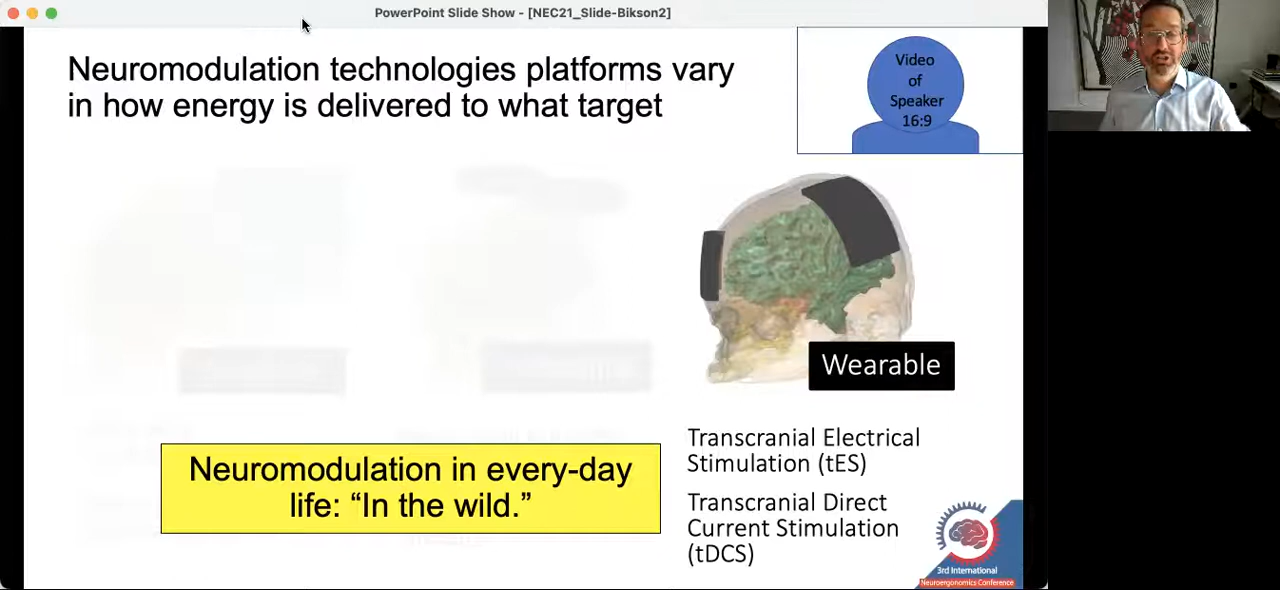 PowerPoint Slide Show - [NEC21_Slide-Bikson2]
Neuromodulation technologies platforms vary
in how energy is delivered to what target
Video
of
Speaker
16:9
Wearable
Neuromodulation in every-day
life: “In the wild.”
Transcranial Electrical
Stimulation (tES)
Transcranial Direct
Current Stimulation
(tDCS)
3rd International
Neuroergonomics Conference